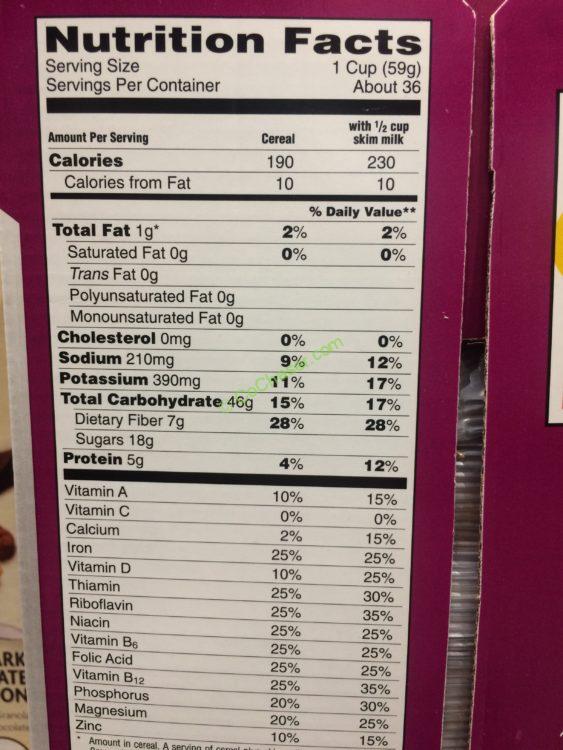 Nutrition Facts
Serving Size 1 Cup (59g)
Servings Per Container About 36
Amount Per Serving Cereal with 1/2 cup skim milk
Calories 190 230
Calories from Fat 10 10
% Daily Value**
Total Fat 1g* 2% 2%
Saturated Fat 0g 0% 0%
Trans Fat 0g
Polyunsaturated Fat 0g
Monounsaturated Fat 0g
Cholesterol 0mg 0% 0%
Sodium 210mg 9% 12%
Potassium 390mg 11% 17%
Total Carbohydrate 46g 15% 17%
Dietary Fiber 7g 28% 28%
Sugars 18g
Protein 5g 4% 12%
Vitamin A 10% 15%
Vitamin C 0% 0%
Calcium 2% 15%
Iron 25% 25%
Vitamin D 10% 25%
Thiamin 25% 30%
Riboflavin 25% 35%
Niacin 25% 25%
Vitamin B6 25% 25%
Folic Acid 25% 25%
Vitamin B12 25% 35%
Phosphorus 20% 30%
Magnesium 20% 25%
Zinc 10% 15%
* Amount in cereal. A serving of cereal